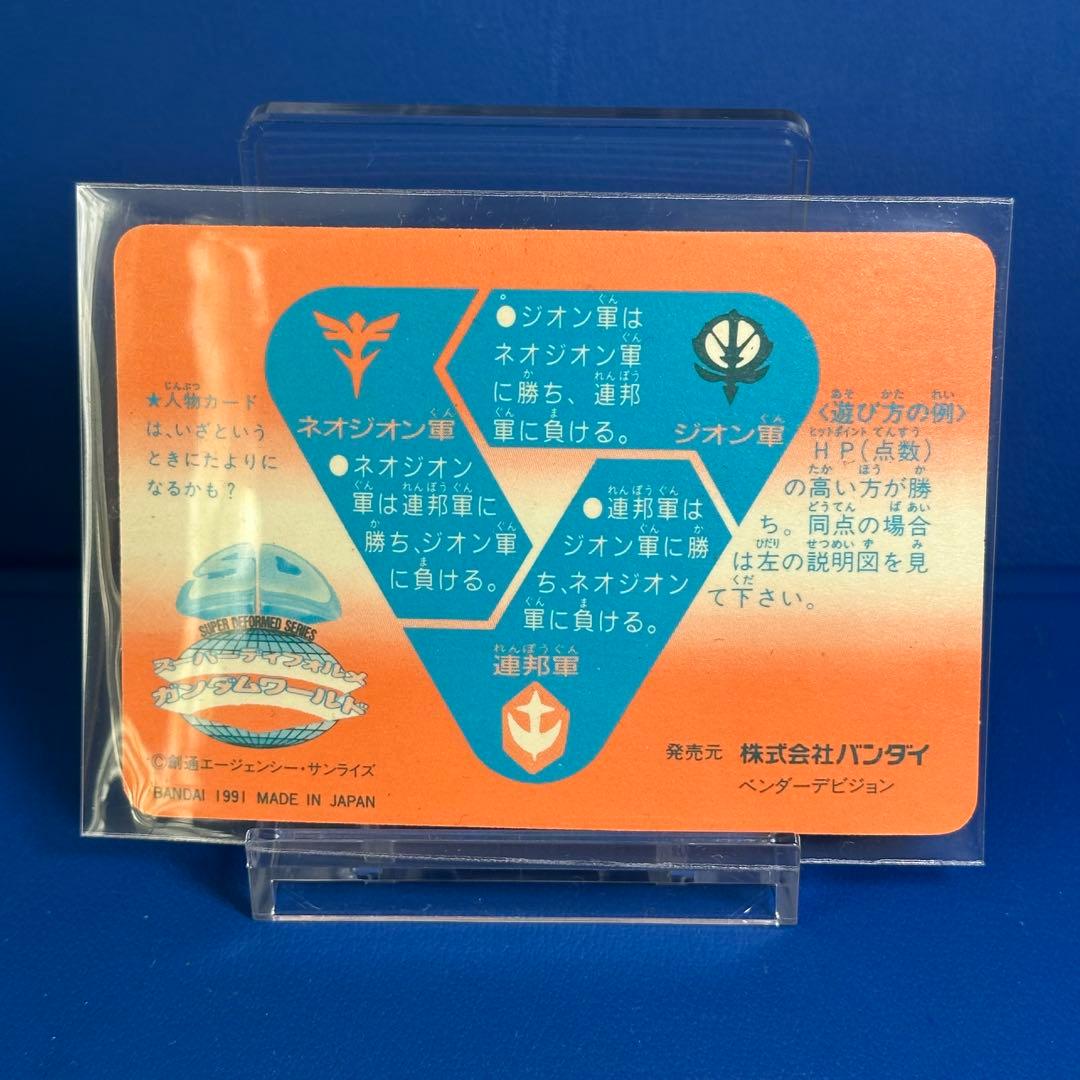 ★人物カード
は、いざという
ときにたよりに
なるかも？
ネオジオン軍
●ネオジオン
軍は連邦軍に
勝ち、ジオン軍
に負ける。
●ジオン軍は
ネオジオン軍
に勝ち、連邦
軍に負ける。
ジオン軍
●連邦軍は
ジオン軍に勝
ち、ネオジオン
軍に負ける。
連邦軍
〈遊び方の例〉
HP(点数)
の高い方が勝
ち。同点の場合
は左の説明図を見
て下さい。
SUPER DEFORMED SERIES
スーパーディフォルメ
ガンダムワールド
©創通エージェンシー・サンライズ
BANDAI 1991 MADE IN JAPAN
発売元 株式会社バンダイ
ベンダーデビジョン